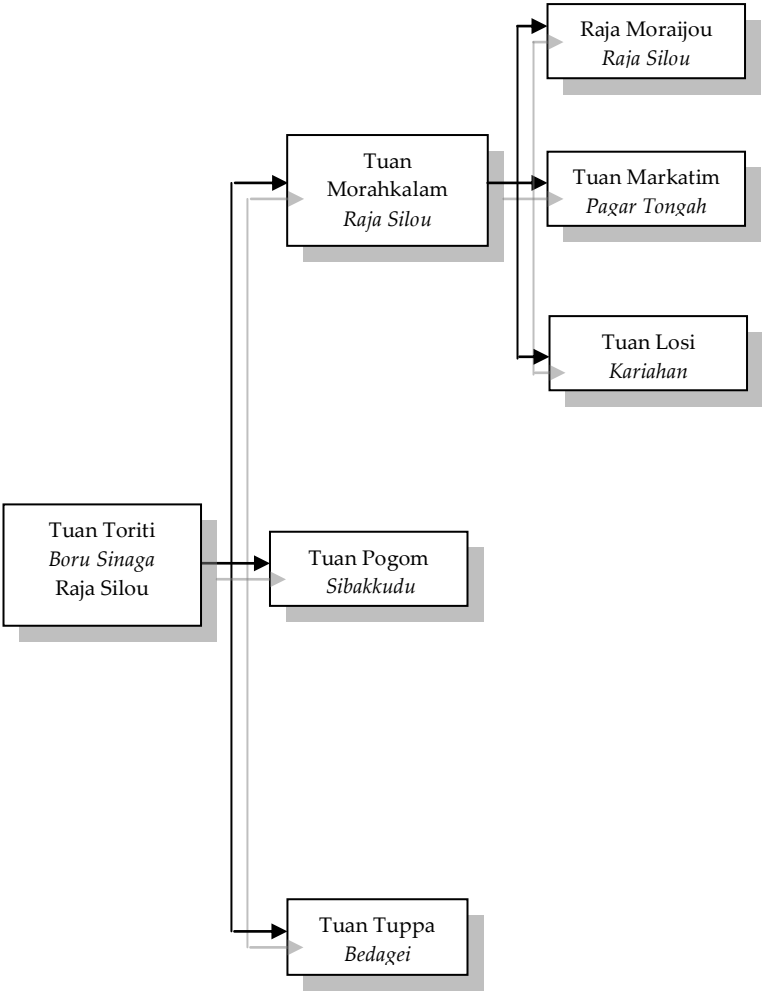 Raja Moraijou
Raja Silou
Tuan
Morahkalam
Raja Silou
Tuan Markatim
Pagar Tongah
Tuan Losi
Kariahan
Tuan Toriti
Boru Sinaga
Raja Silou
Tuan Pogom
Sibakkudu
Tuan Tuppa
Bedagei